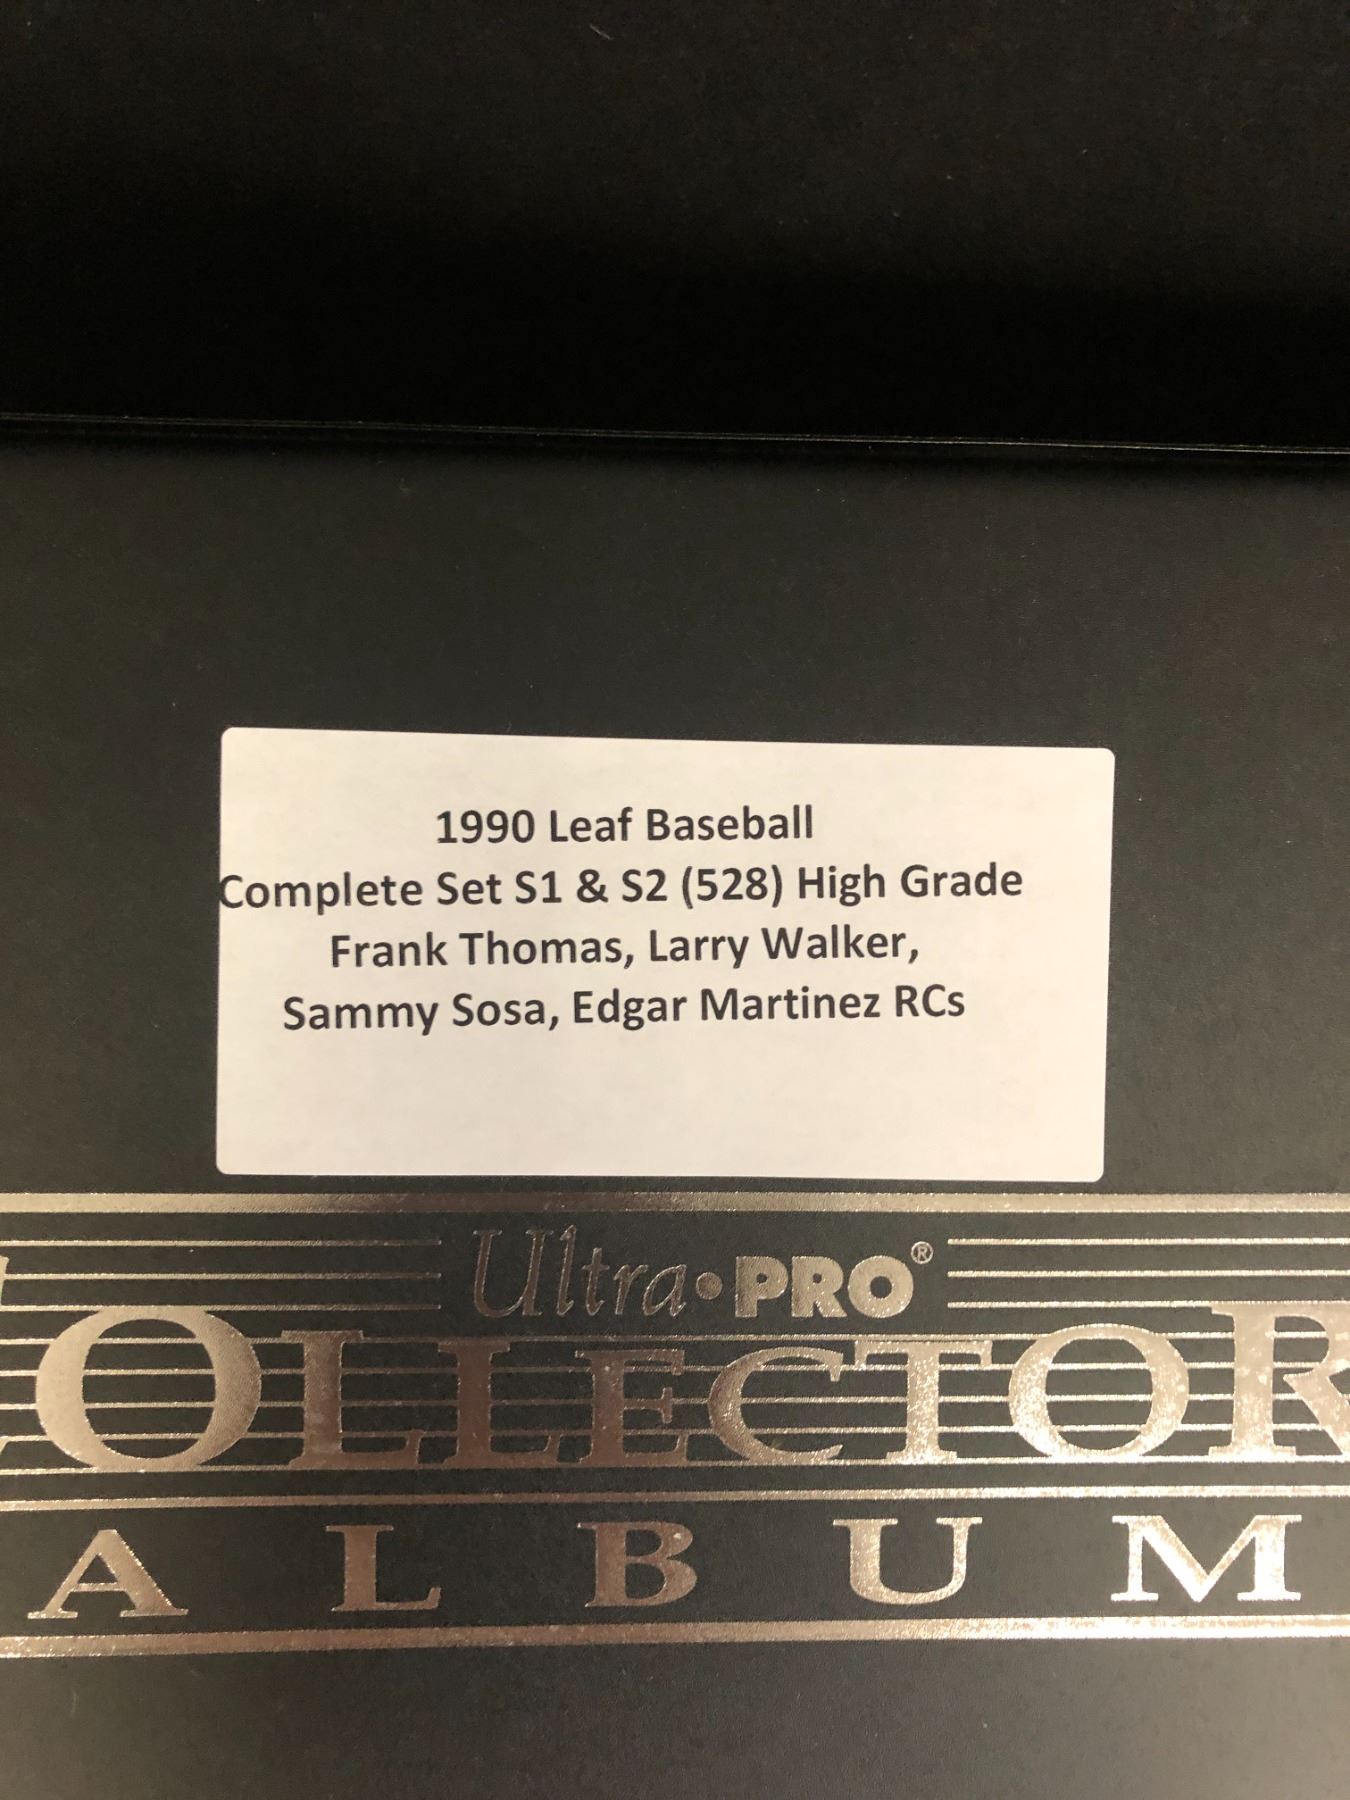 1990 Leaf Baseball
Complete Set S1 & S2 (528) High Grade
Frank Thomas, Larry Walker,
Sammy Sosa, Edgar Martinez RCs
Ultra•PRO®
COLLECTOR
ALBUM